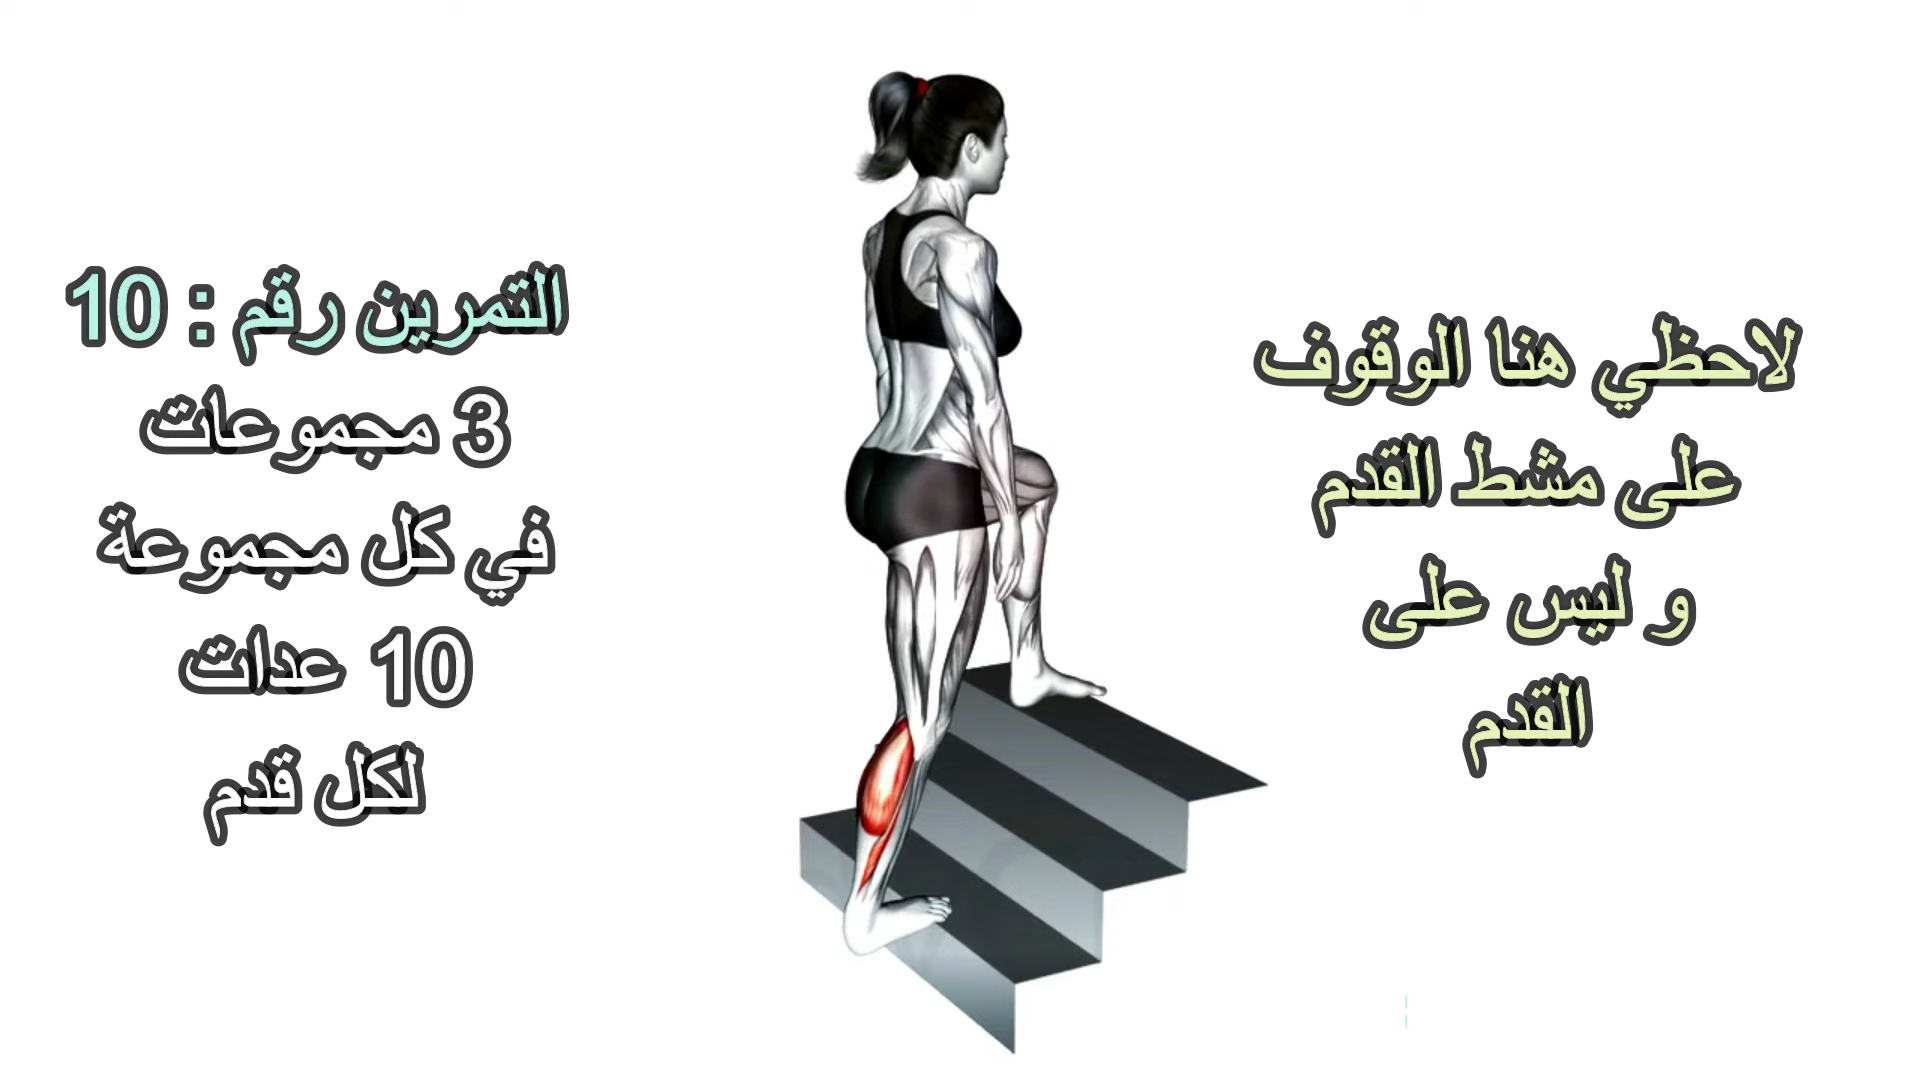 التمرين رقم : 10
3 مجموعات
في كل مجموعة
10 عدات
لكل قدم
لاحظي هنا الوقوف
على مشط القدم
و ليس على
القدم